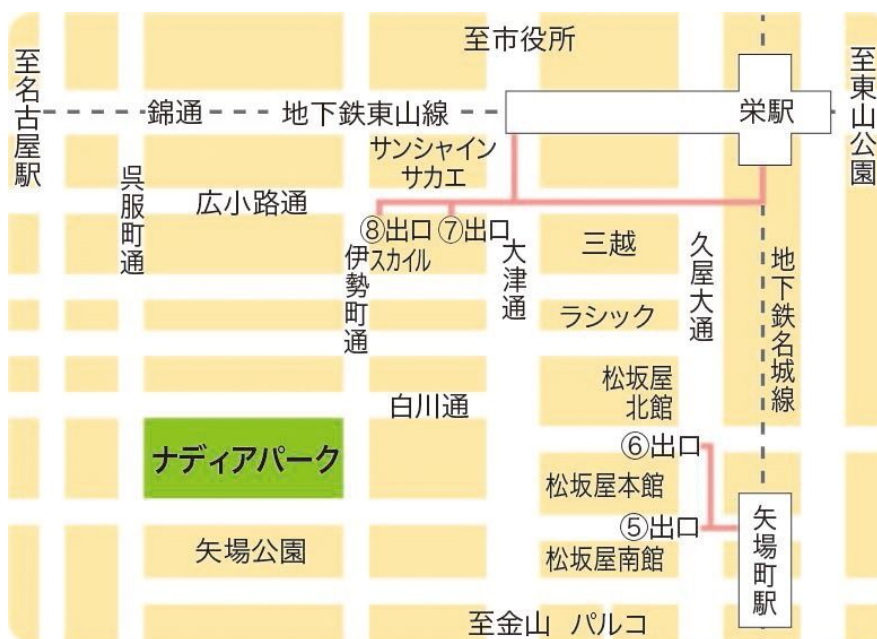 至市役所
至名古屋駅
錦通
地下鉄東山線
栄駅
至東山公園
サンシャイン
サカエ
呉服町通
広小路通
⑧出口
⑦出口
スカイル
伊勢町通
大津通
三越
久屋大通
地下鉄名城線
ラシック
白川通
松坂屋
北館
ナディアパーク
⑥出口
松坂屋本館
⑤出口
矢場町駅
矢場公園
松坂屋南館
至金山
パルコ